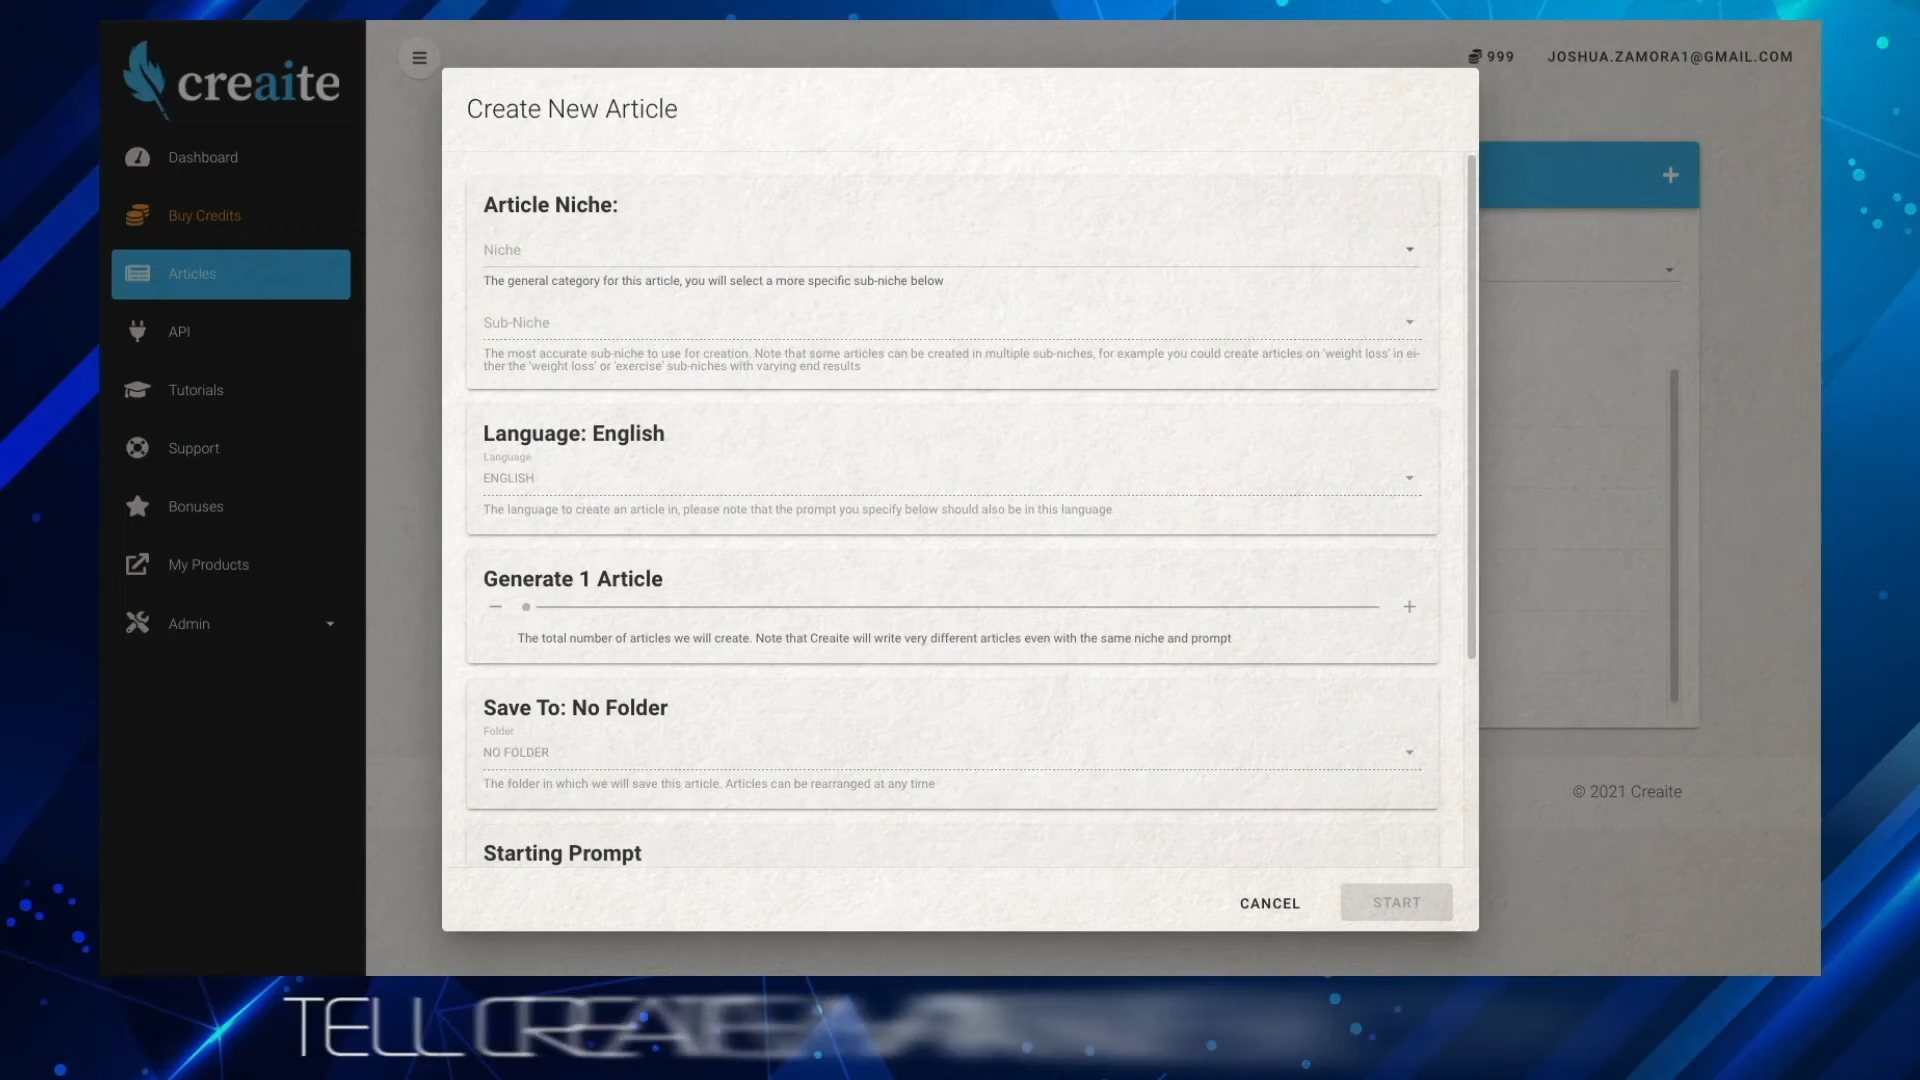 creaite
Dashboard
Buy Credits
Articles
API
Tutorials
Support
Bonuses
My Products
Admin
999
JOSHUA.ZAMORA1@GMAIL.COM
Create New Article
Article Niche:
Niche
The general category for this article, you will select a more specific sub-niche below
Sub-Niche
The most accurate sub-niche to use for creation. Note that some articles can be created in multiple sub-niches, for example you could create articles on 'weight loss' in ei-
ther the 'weight loss' or 'exercise' sub-niches with varying end results
Language: English
Language
ENGLISH
The language to create an article in, please note that the prompt you specify below should also be in this language
Generate 1 Article
The total number of articles we will create. Note that Creaite will write very different articles even with the same niche and prompt
Save To: No Folder
Folder
NO FOLDER
The folder in which we will save this article. Articles can be rearranged at any time
Starting Prompt
CANCEL
START
© 2021 Creaite
TELL